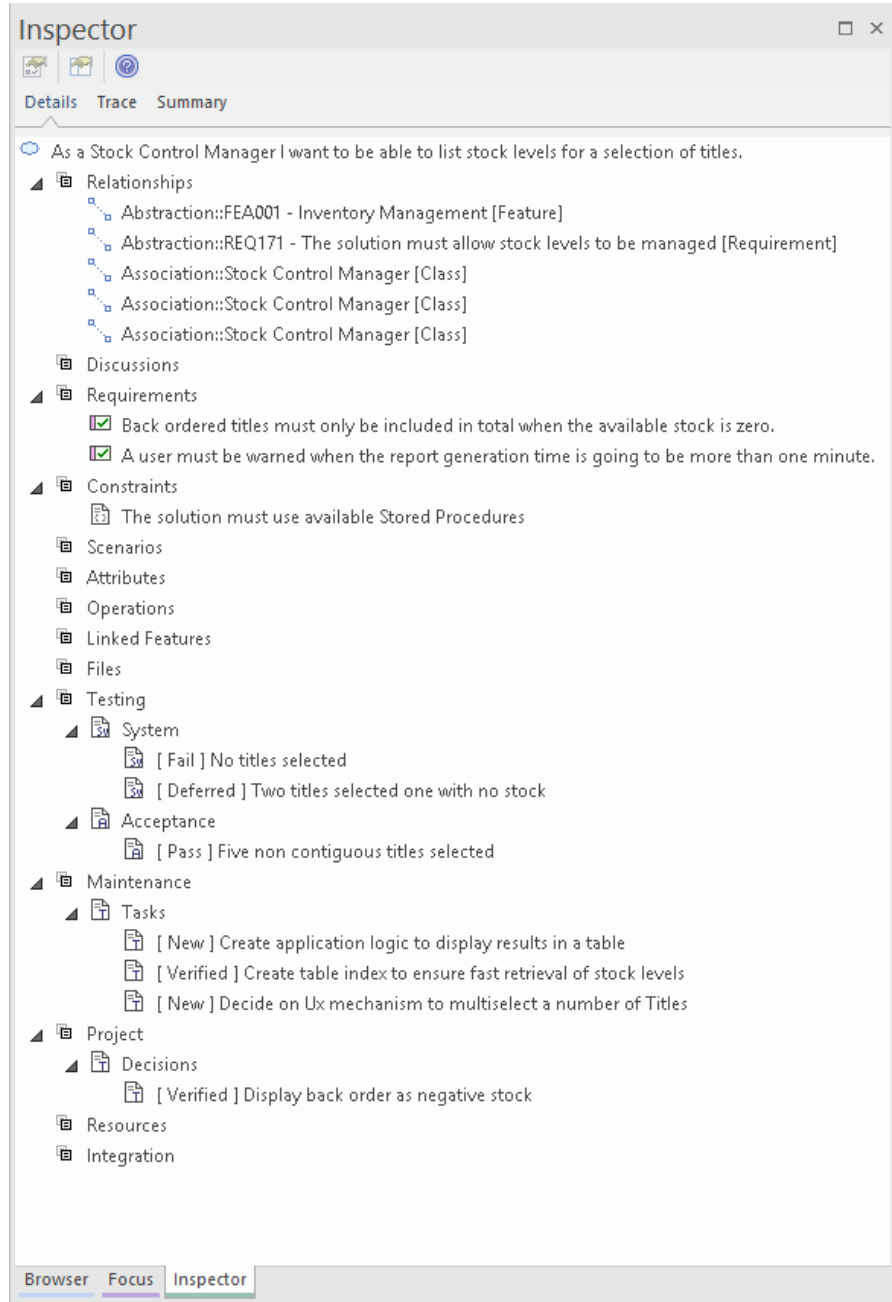 Inspector
Details Trace Summary
As a Stock Control Manager I want to be able to list stock levels for a selection of titles.
Relationships
Abstraction::FEA001 - Inventory Management [Feature]
Abstraction::REQ171 - The solution must allow stock levels to be managed [Requirement]
Association::Stock Control Manager [Class]
Association::Stock Control Manager [Class]
Association::Stock Control Manager [Class]
Discussions
Requirements
Back ordered titles must only be included in total when the available stock is zero.
A user must be warned when the report generation time is going to be more than one minute.
Constraints
The solution must use available Stored Procedures
Scenarios
Attributes
Operations
Linked Features
Files
Testing
System
[ Fail ] No titles selected
[ Deferred ] Two titles selected one with no stock
Acceptance
[ Pass ] Five non contiguous titles selected
Maintenance
Tasks
[ New ] Create application logic to display results in a table
[ Verified ] Create table index to ensure fast retrieval of stock levels
[ New ] Decide on Ux mechanism to multiselect a number of Titles
Project
Decisions
[ Verified ] Display back order as negative stock
Resources
Integration
Browser Focus Inspector